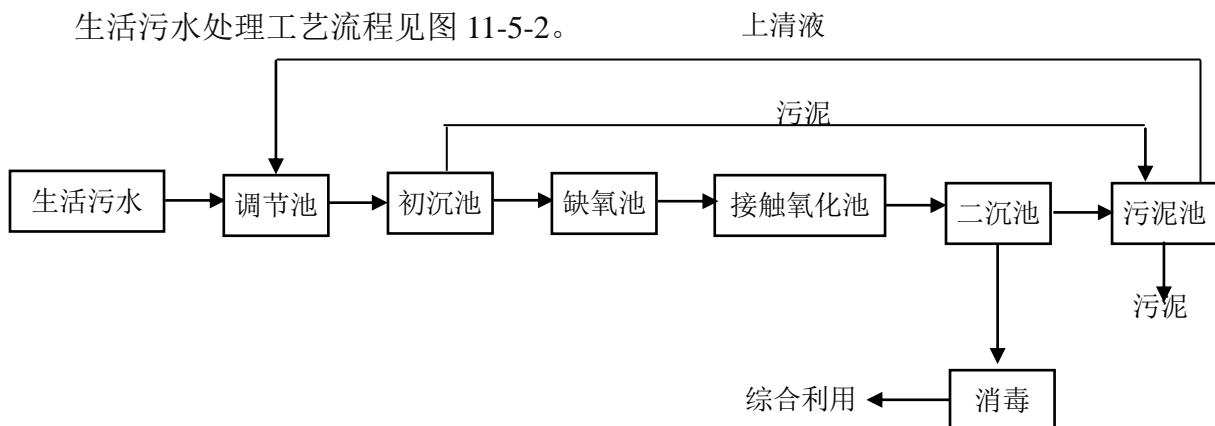 生活污水处理工艺流程见图 11-5-2。
上清液
污泥
生活污水
调节池
初沉池
缺氧池
接触氧化池
二沉池
污泥池
污泥
综合利用
消毒